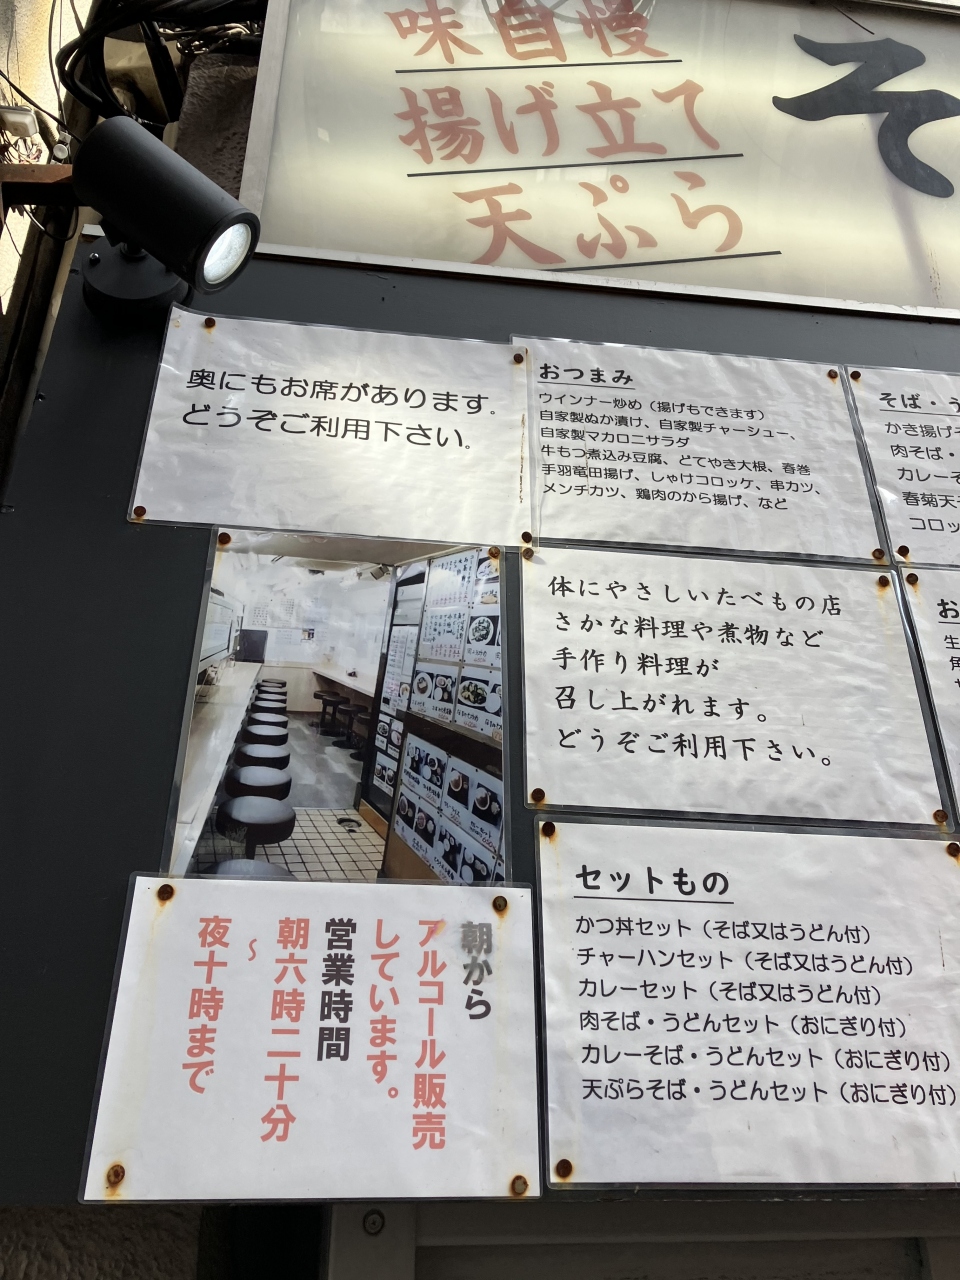 味自慢
揚げ立て
天ぷら
そ
奥にもお席があります。
どうぞご利用下さい。
おつまみ
ウインナー炒め（揚げもできます）
自家製ぬか漬け、自家製チャーシュー、
自家製マカロニサラダ
牛もつ煮込み豆腐、どてやき大根、春巻
手羽竜田揚げ、しゃけコロッケ、串カツ、
メンチカツ、鶏肉のから揚げ、など
そば・う
かき揚げそ
肉そば・
カレーそ
春菊天そ
コロッ
体にやさしいたべもの店
さかな料理や煮物など
手作り料理が
召し上がれます。
どうぞご利用下さい。
お
生
角
朝から
アルコール販売
しています。
営業時間
朝六時二十分
〜
夜十時まで
セットもの
かつ丼セット（そば又はうどん付）
チャーハンセット（そば又はうどん付）
カレーセット（そば又はうどん付）
肉そば・うどんセット（おにぎり付）
カレーそば・うどんセット（おにぎり付）
天ぷらそば・うどんセット（おにぎり付）